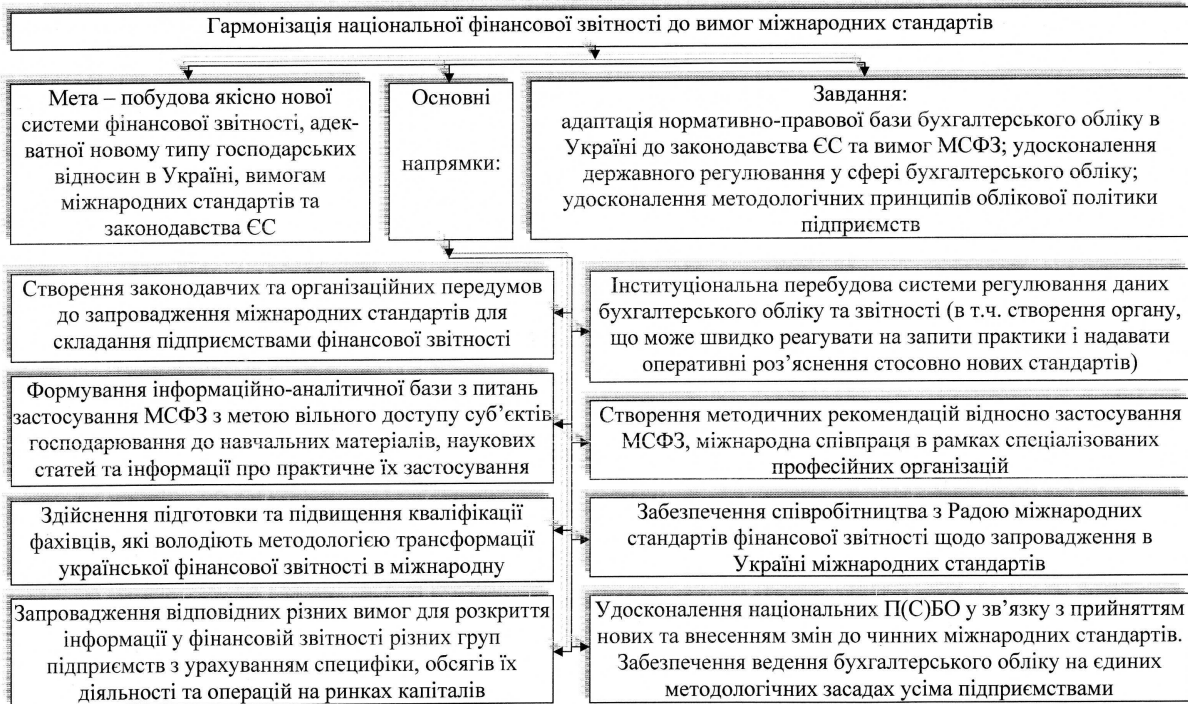 Гармонізація національної фінансової звітності до вимог міжнародних стандартів
Мета – побудова якісно нової
системи фінансової звітності, адек-
ватної новому типу господарських
відносин в Україні, вимогам
міжнародних стандартів та
законодавства ЄС
Основні
напрямки:
Завдання:
адаптація нормативно-правової бази бухгалтерського обліку в
Україні до законодавства ЄС та вимог МСФЗ; удосконалення
державного регулювання у сфері бухгалтерського обліку;
удосконалення методологічних принципів облікової політики
підприємств
Створення законодавчих та організаційних передумов
до запровадження міжнародних стандартів для
складання підприємствами фінансової звітності
Інституціональна перебудова системи регулювання даних
бухгалтерського обліку та звітності (в т.ч. створення органу,
що може швидко реагувати на запити практики і надавати
оперативні роз’яснення стосовно нових стандартів)
Формування інформаційно-аналітичної бази з питань
застосування МСФЗ з метою вільного доступу суб’єктів
господарювання до навчальних матеріалів, наукових
статей та інформації про практичне їх застосування
Створення методичних рекомендацій відносно застосування
МСФЗ, міжнародна співпраця в рамках спеціалізованих
професійних організацій
Здійснення підготовки та підвищення кваліфікації
фахівців, які володіють методологією трансформації
української фінансової звітності в міжнародну
Забезпечення співробітництва з Радою міжнародних
стандартів фінансової звітності щодо запровадження в
Україні міжнародних стандартів
Запровадження відповідних різних вимог для розкриття
інформації у фінансовій звітності різних груп
підприємств з урахуванням специфіки, обсягів їх
діяльності та операцій на ринках капіталів
Удосконалення національних П(С)БО у зв’язку з прийняттям
нових та внесенням змін до чинних міжнародних стандартів.
Забезпечення ведення бухгалтерського обліку на єдиних
методологічних засадах усіма підприємствами